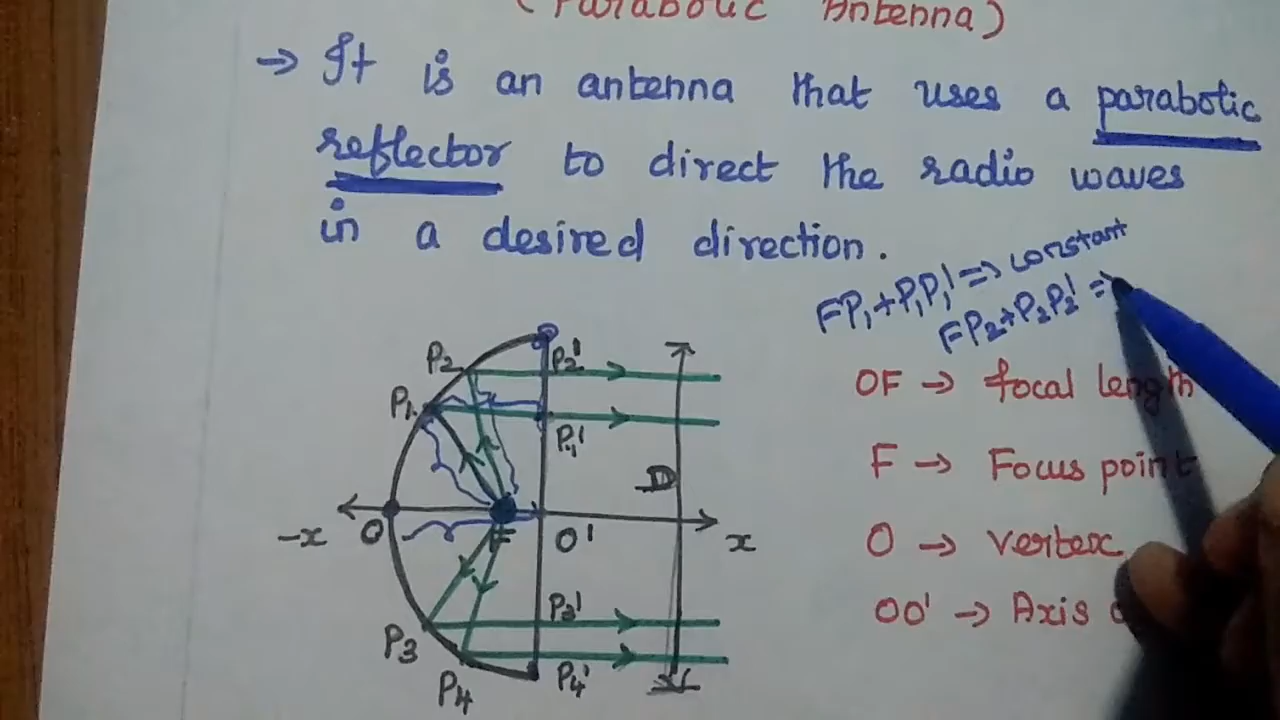 (Parabolic Antenna)
→ It is an antenna that uses a parabolic
reflector to direct the radio waves
in a desired direction.
FP₁+P₁P₁' => constant
FP₂+P₂P₂' =>
P₂ P₂'
P₁ P₁'
OF → focal length
F → Focus point
D
-x O F O' x
O → vertex
OO' → Axis
P₃ P₃'
P₄ P₄'